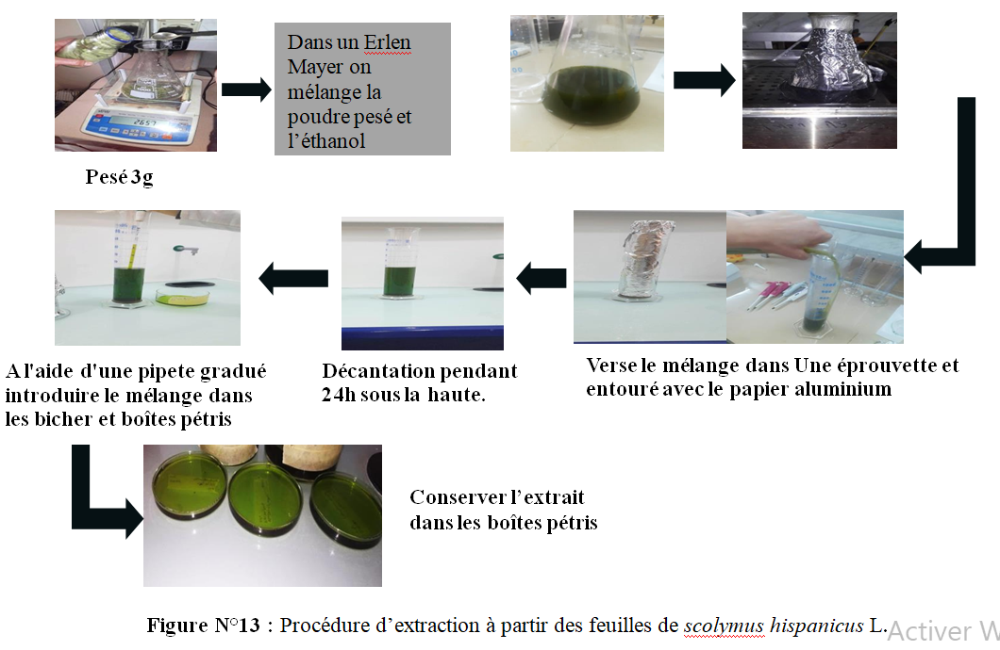 Dans un Erlen
Mayer on
mélange la
poudre pesé et
l’éthanol
Pesé 3g
Verse le mélange dans Une éprouvette et
entouré avec le papier aluminium
Décantation pendant
24h sous la haute.
A l'aide d'une pipete gradué
introduire le mélange dans
les bicher et boîtes pétris
Conserver l’extrait
dans les boîtes pétris
Figure N°13 : Procédure d’extraction à partir des feuilles de scolymus hispanicus L.
Activer W